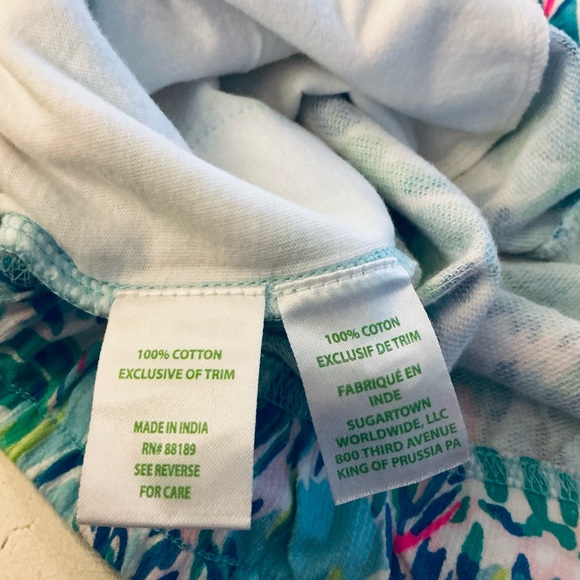 100% COTTON
EXCLUSIVE OF TRIM
MADE IN INDIA
RN# 88189
SEE REVERSE
FOR CARE
100% COTON
EXCLUSIF DE TRIM
FABRIQUÉ EN
INDE
SUGARTOWN
WORLDWIDE, LLC
800 THIRD AVENUE
KING OF PRUSSIA PA